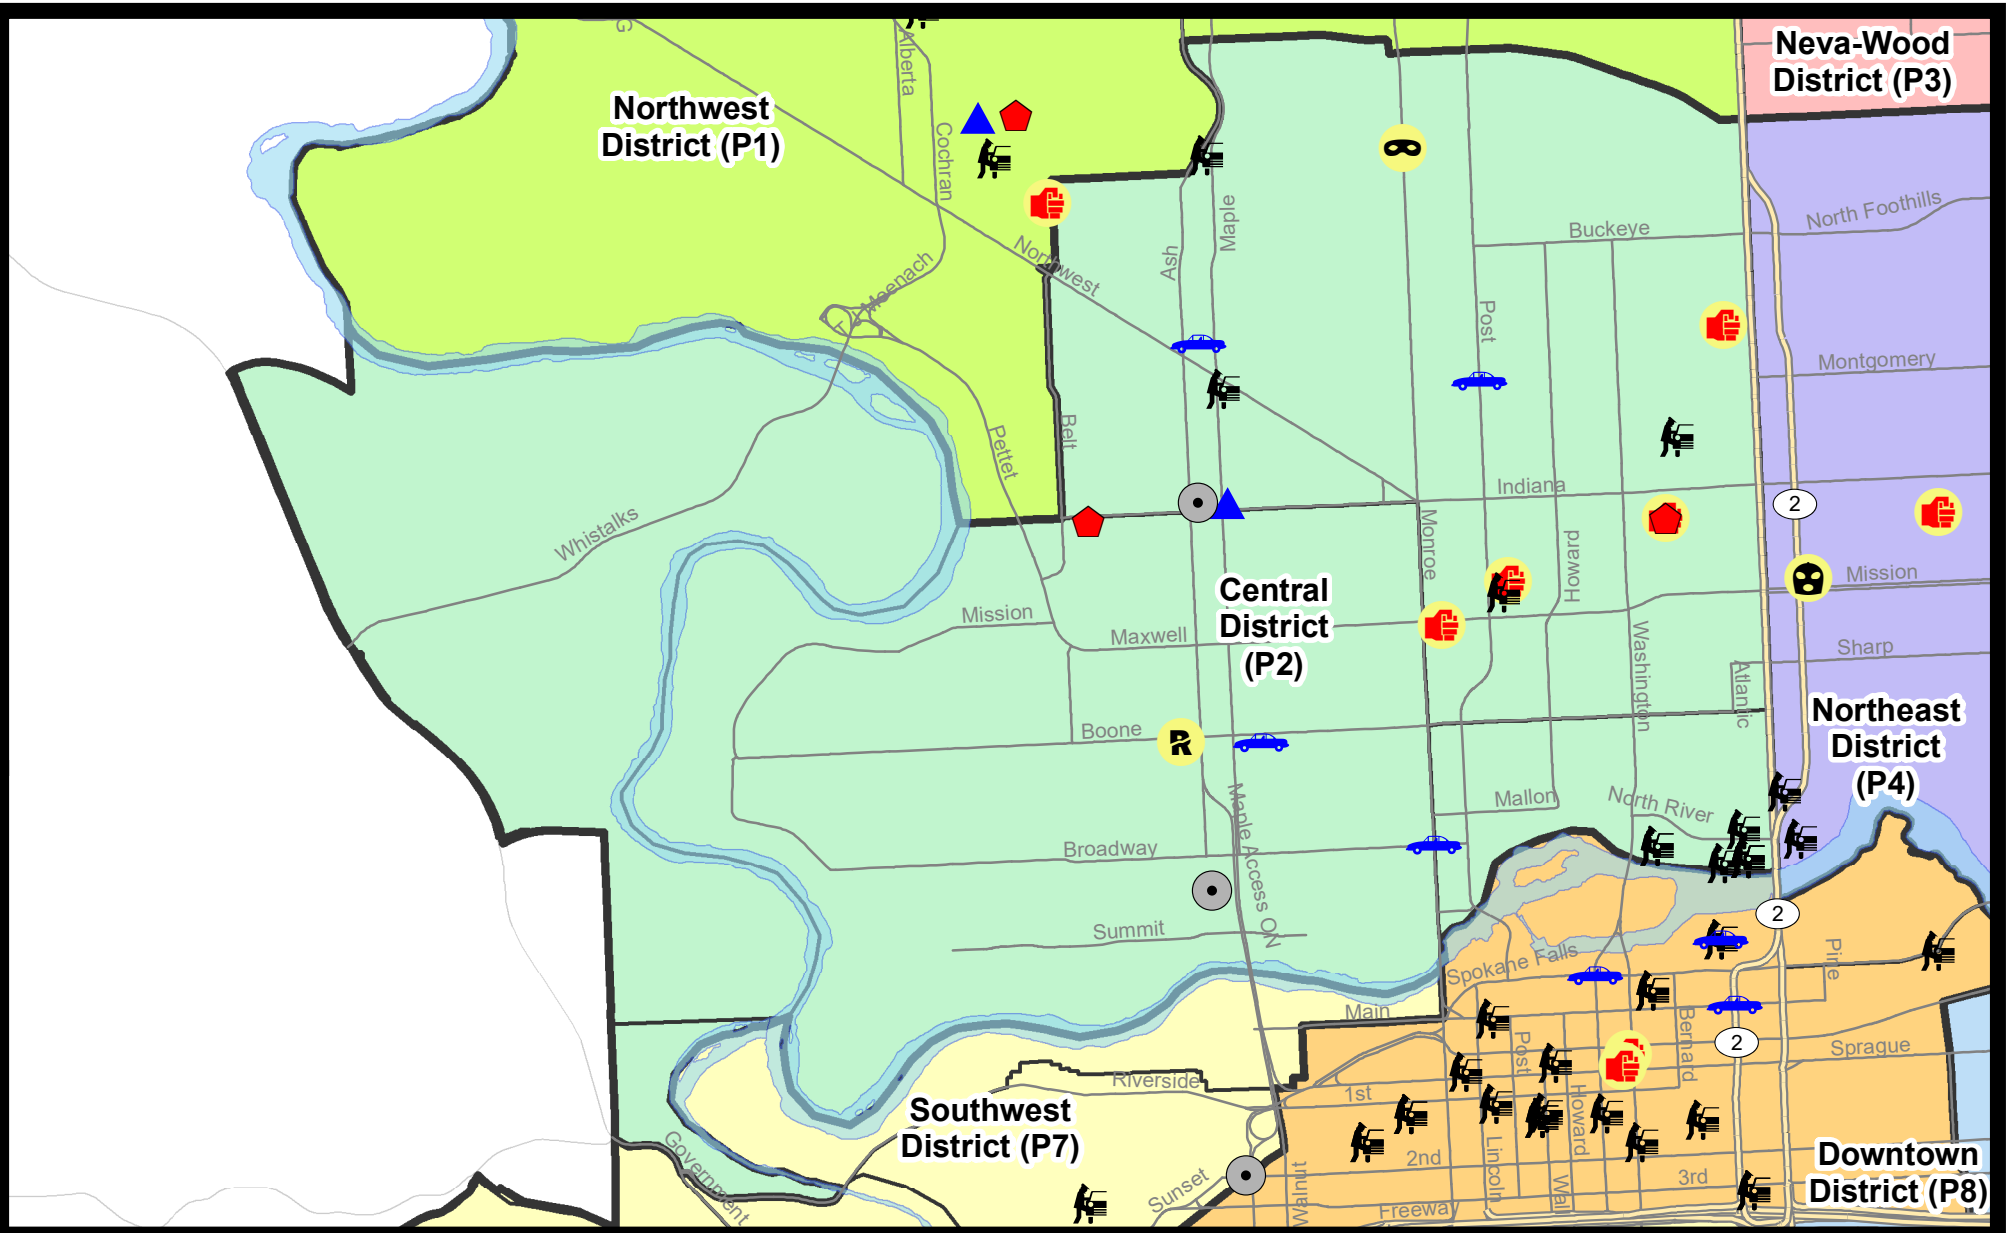 Neva-Wood
District (P3)
G
Alberta
Northwest
District (P1)
Cochran
Maple
North Foothills
Buckeye
Ash
Northwest
T J Meenach
Post
Montgomery
Belt
Pettet
Indiana
2
Whistalks
Monroe
Howard
Mission
Central
District
(P2)
Mission
Maxwell
Washington
Sharp
Atlantic
Northeast
District
(P4)
Boone
R
Maple Access ON
Mallon
North River
Broadway
2
Summit
Spokane Falls
Pine
Main
Post
Bernard
2
Sprague
Riverside
1st
Howard
Southwest
District (P7)
Government
Lincoln
2nd
Wall
3rd
Downtown
District (P8)
Sunset
Walnut
Freeway